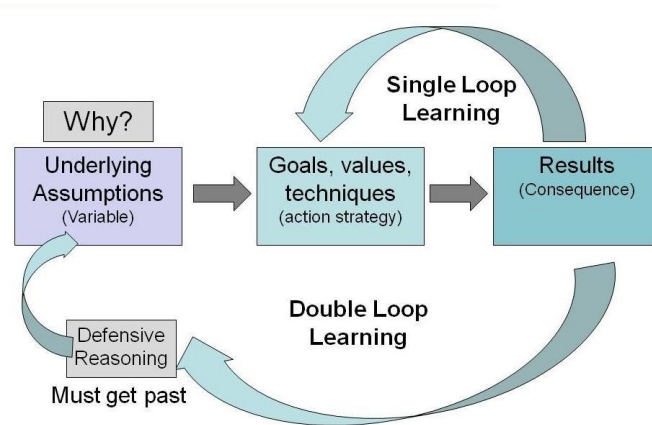 Why?
Underlying
Assumptions
(Variable)
Goals, values,
techniques
(action strategy)
Results
(Consequence)
Single Loop
Learning
Double Loop
Learning
Defensive
Reasoning
Must get past